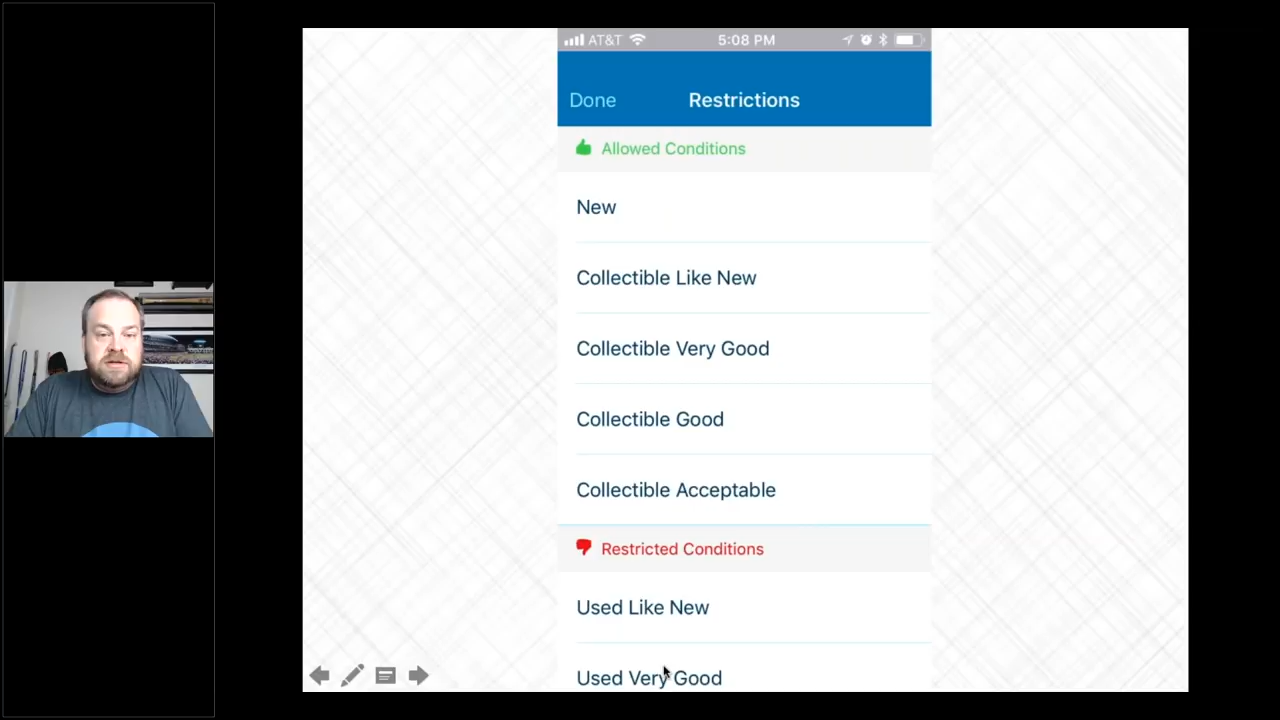 AT&T 5:08 PM
Done Restrictions
Allowed Conditions
New
Collectible Like New
Collectible Very Good
Collectible Good
Collectible Acceptable
Restricted Conditions
Used Like New
Used Very Good